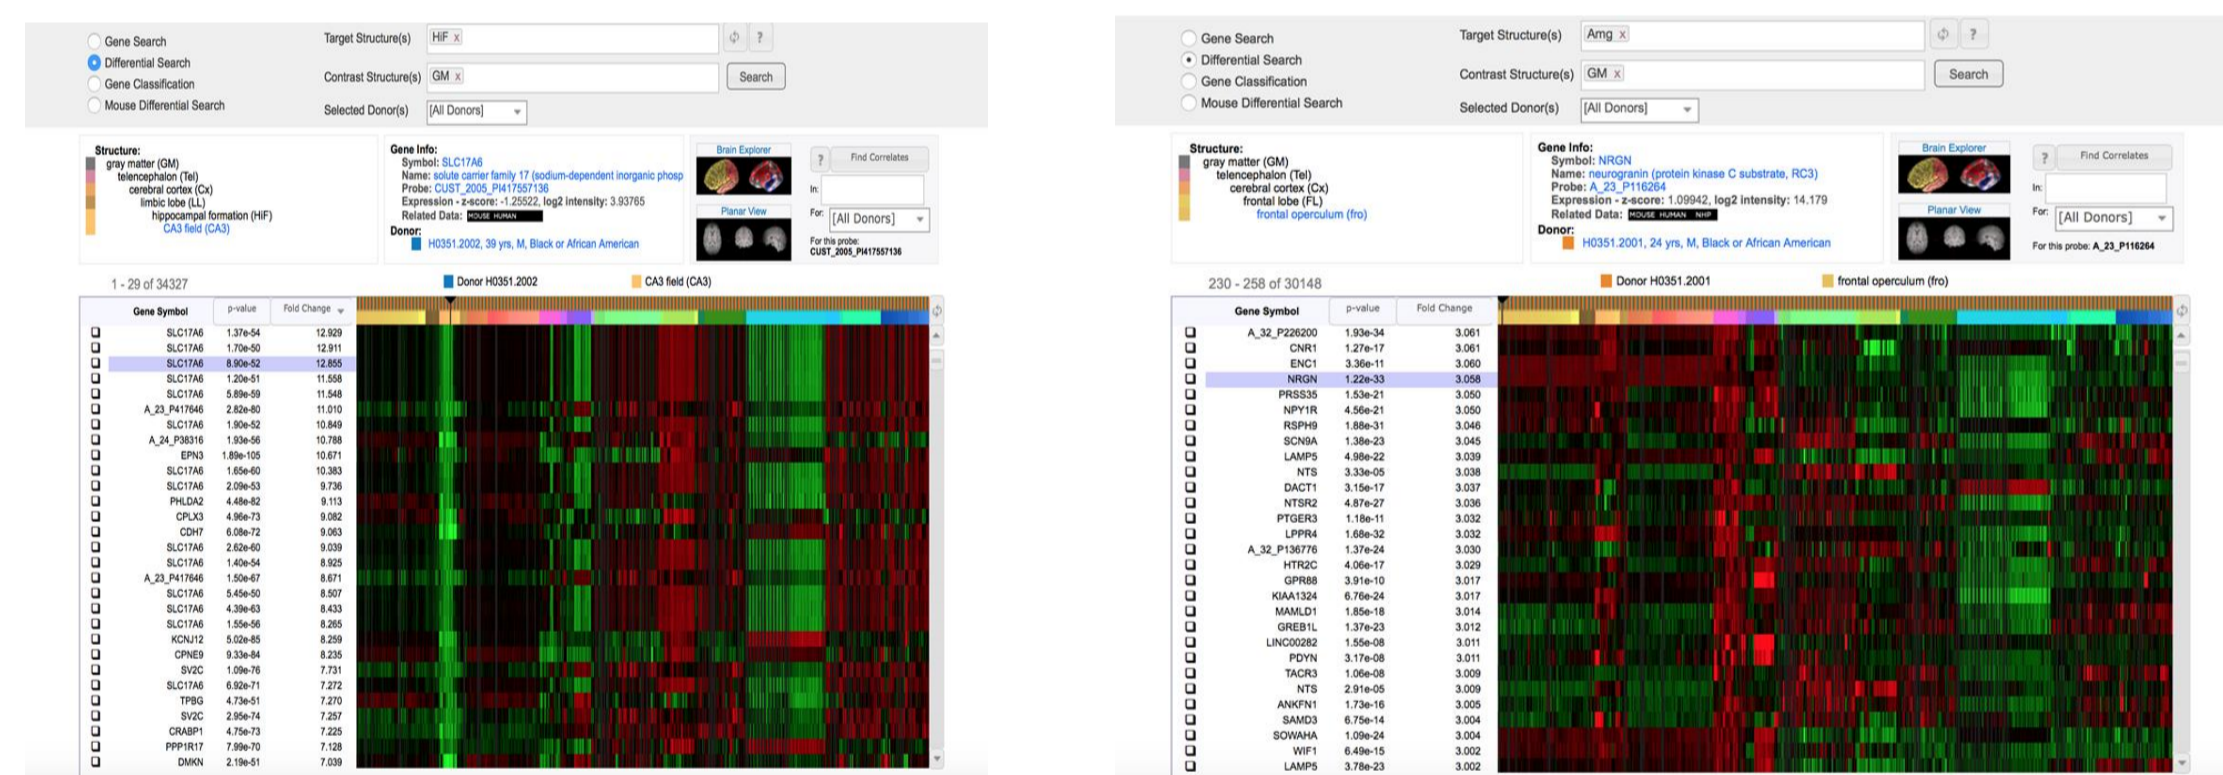 Gene Search
Differential Search
Gene Classification
Mouse Differential Search
Target Structure(s) HiF x ?
Contrast Structure(s) GM x Search
Selected Donor(s) [All Donors]
Structure:
gray matter (GM)
telencephalon (Tel)
cerebral cortex (Cx)
limbic lobe (LL)
hippocampal formation (HiF)
CA3 field (CA3)
Gene Info:
Symbol: SLC17A6
Name: solute carrier family 17 (sodium-dependent inorganic phosp
Probe: CUST_2005_PI417557136
Expression - z-score: -1.25522, log2 intensity: 3.93765
Related Data: MOUSE HUMAN
Donor:
H0351.2002, 39 yrs, M, Black or African American
Brain Explorer
Planar View
? Find Correlates
In:
For: [All Donors]
For this probe:
CUST_2005_PI417557136
1 - 29 of 34327
Donor H0351.2002 CA3 field (CA3)
Gene Symbol p-value Fold Change
SLC17A6 1.37e-54 12.929
SLC17A6 1.70e-50 12.911
SLC17A6 8.90e-52 12.855
SLC17A6 1.20e-51 11.558
SLC17A6 5.89e-59 11.548
A_23_P417646 2.82e-80 11.010
SLC17A6 1.90e-52 10.849
A_24_P38316 1.93e-56 10.788
EPN3 1.89e-105 10.671
SLC17A6 1.65e-60 10.383
SLC17A6 2.09e-53 9.736
PHLDA2 4.48e-82 9.113
CPLX3 4.96e-73 9.082
CDH7 6.08e-72 9.063
SLC17A6 2.62e-60 9.039
SLC17A6 1.40e-54 8.925
A_23_P417646 1.50e-67 8.671
SLC17A6 5.45e-50 8.507
SLC17A6 4.39e-63 8.433
SLC17A6 1.55e-56 8.265
KCNJ12 5.02e-85 8.259
CPNE9 9.33e-84 8.235
SV2C 1.09e-76 7.731
SLC17A6 6.92e-71 7.272
TPBG 4.73e-51 7.270
SV2C 2.95e-74 7.257
CRABP1 4.75e-73 7.225
PPP1R17 7.99e-70 7.128
DMKN 2.19e-51 7.039
Gene Search
Differential Search
Gene Classification
Mouse Differential Search
Target Structure(s) Amg x ?
Contrast Structure(s) GM x Search
Selected Donor(s) [All Donors]
Structure:
gray matter (GM)
telencephalon (Tel)
cerebral cortex (Cx)
frontal lobe (FL)
frontal operculum (fro)
Gene Info:
Symbol: NRGN
Name: neurogranin (protein kinase C substrate, RC3)
Probe: A_23_P116264
Expression - z-score: 1.09942, log2 intensity: 14.179
Related Data: MOUSE HUMAN NHP
Donor:
H0351.2001, 24 yrs, M, Black or African American
Brain Explorer
Planar View
? Find Correlates
In:
For: [All Donors]
For this probe: A_23_P116264
230 - 258 of 30148
Donor H0351.2001 frontal operculum (fro)
Gene Symbol p-value Fold Change
A_32_P226200 1.93e-34 3.061
CNR1 1.27e-17 3.061
ENC1 3.36e-11 3.060
NRGN 1.22e-33 3.058
PRSS35 1.53e-21 3.050
NPY1R 4.56e-21 3.050
RSPH9 1.88e-31 3.046
SCN9A 1.38e-23 3.045
LAMP5 4.98e-22 3.039
NTS 3.33e-05 3.038
DACT1 3.15e-17 3.037
NTSR2 4.87e-27 3.036
PTGER3 1.18e-11 3.032
LPPR4 1.68e-32 3.032
A_32_P136776 1.37e-24 3.030
HTR2C 4.06e-17 3.029
GPR88 3.91e-10 3.017
KIAA1324 6.76e-24 3.017
MAMLD1 1.85e-18 3.014
GREB1L 1.37e-23 3.012
LINC00282 1.55e-08 3.011
PDYN 3.17e-08 3.011
TACR3 1.06e-08 3.009
NTS 2.91e-05 3.009
ANKFN1 1.73e-16 3.005
SAMD3 6.75e-14 3.004
SOWAHA 1.09e-24 3.004
WIF1 6.49e-15 3.002
LAMP5 3.78e-23 3.002